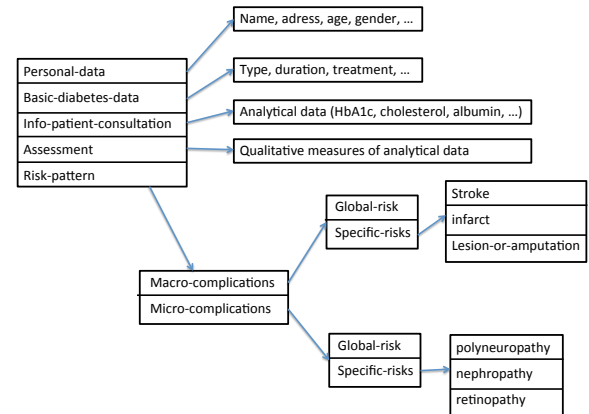 Name, adress, age, gender, ...
Personal-data
Basic-diabetes-data
Info-patient-consultation
Assessment
Risk-pattern
Type, duration, treatment, ...
Analytical data (HbA1c, cholesterol, albumin, ...)
Qualitative measures of analytical data
Global-risk
Specific-risks
Stroke
infarct
Lesion-or-amputation
Macro-complications
Micro-complications
Global-risk
Specific-risks
polyneuropathy
nephropathy
retinopathy